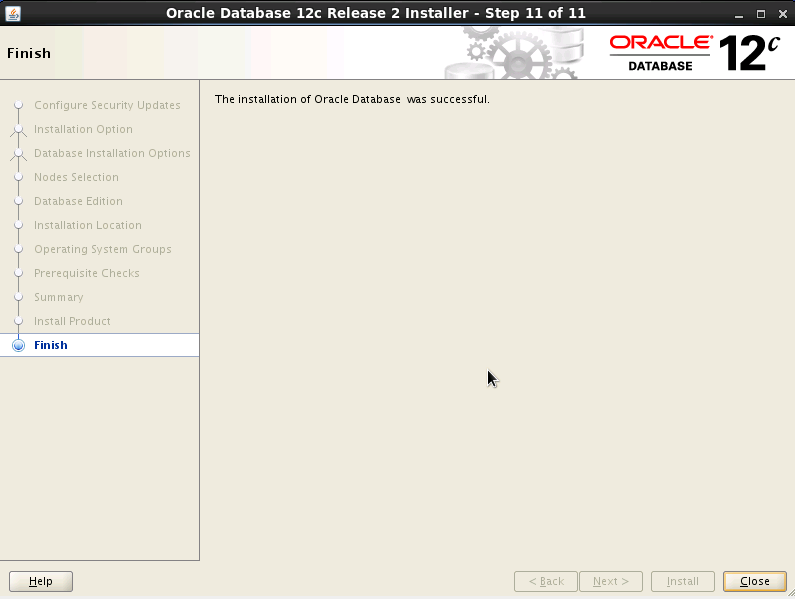 Oracle Database 12c Release 2 Installer - Step 11 of 11
Finish
ORACLE®
DATABASE
12c
Configure Security Updates
Installation Option
Database Installation Options
Nodes Selection
Database Edition
Installation Location
Operating System Groups
Prerequisite Checks
Summary
Install Product
Finish
The installation of Oracle Database  was successful.
Help
< Back
Next >
Install
Close